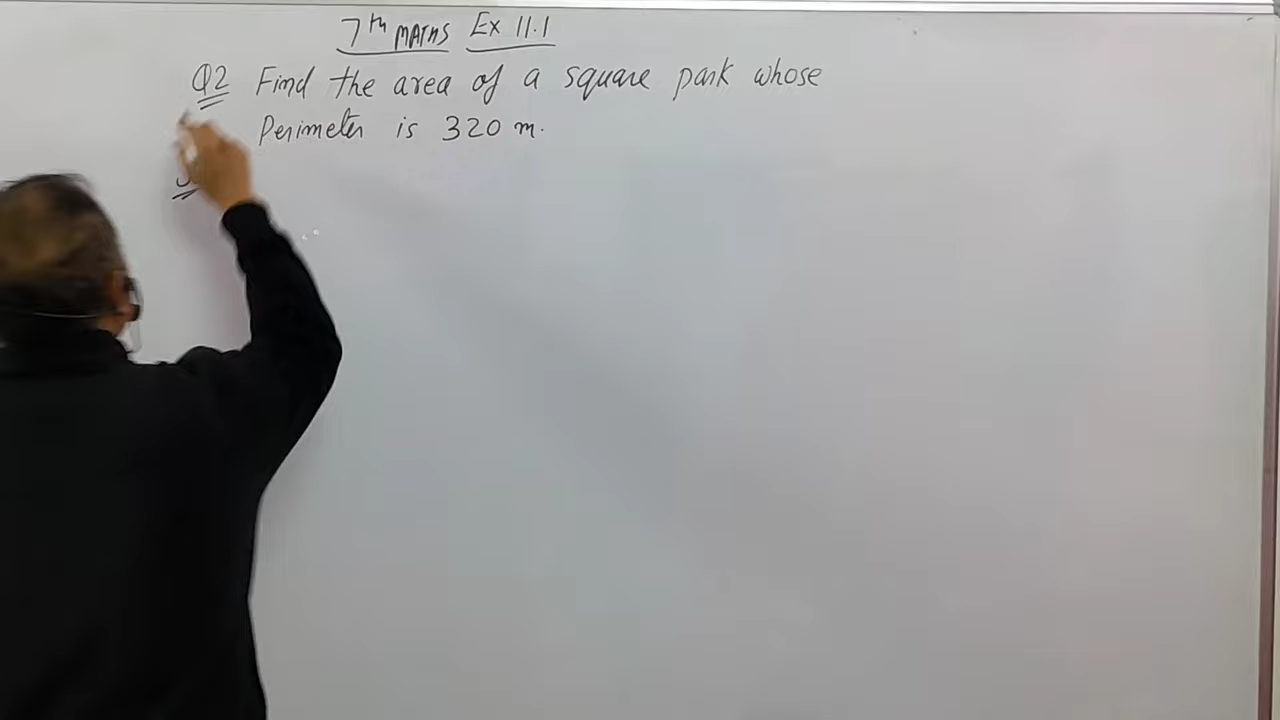 7th MATHS Ex 11.1
Q2 Find the area of a square park whose
Perimeter is 320 m.